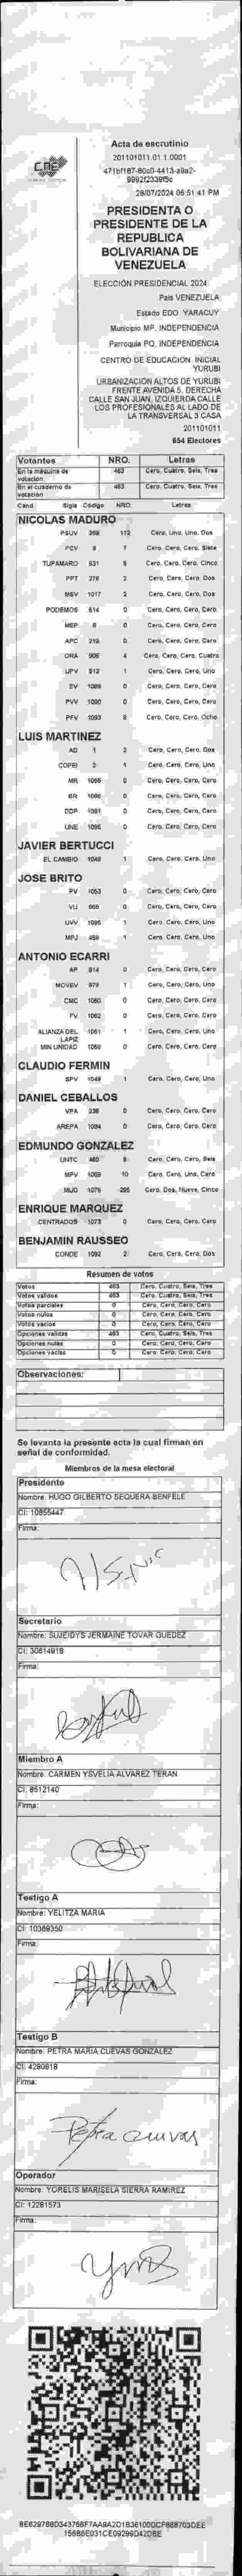 CNE
Acta de escrutinio
201101011.01.1.0001
28/07/2024 06:51:41 PM
PRESIDENTA O
PRESIDENTE DE LA
REPUBLICA
BOLIVARIANA DE
VENEZUELA
ELECCIÓN PRESIDENCIAL 2024
País VENEZUELA
Estado EDO. YARACUY
Municipio MP. INDEPENDENCIA
Parroquia PQ. INDEPENDENCIA
CENTRO DE EDUCACIÓN INICIAL
YURUBI
URBANIZACION ALTOS DE YURUBI
FRENTE AVENIDA 5. DERECHA
CALLE SAN JUAN. IZQUIERDA CALLE
LOS PROFESIONALES AL LADO DE
LA TRANSVERSAL 3 CASA
201101011
654 Electores
Votantes NRO. Letras
En la máquina de votación 463 Cero, Cuatro, Seis, Tres
En el cuaderno de votación 463 Cero, Cuatro, Seis, Tres
Cand Sigla Código NRO. Letras
NICOLAS MADURO
PSUV 269 112 Cero, Uno, Uno, Dos
PCV 9 7 Cero, Cero, Cero, Siete
TUPAMARO 931 5 Cero, Cero, Cero, Cinco
PPT 276 2 Cero, Cero, Cero, Dos
MSV 1017 2 Cero, Cero, Cero, Dos
PODEMOS 614 0 Cero, Cero, Cero, Cero
MEP 6 0 Cero, Cero, Cero, Cero
APC 219 0 Cero, Cero, Cero, Cero
ORA 906 4 Cero, Cero, Cero, Cuatro
UPV 912 1 Cero, Cero, Cero, Uno
EV 1089 0 Cero, Cero, Cero, Cero
PVV 1090 0 Cero, Cero, Cero, Cero
PFV 1093 8 Cero, Cero, Cero, Ocho
LUIS MARTINEZ
AD 1 2 Cero, Cero, Cero, Dos
COPEI 2 1 Cero, Cero, Cero, Uno
MR 1055 0 Cero, Cero, Cero, Cero
BR 1066 0 Cero, Cero, Cero, Cero
DDP 1091 0 Cero, Cero, Cero, Cero
UNE 1096 0 Cero, Cero, Cero, Cero
JAVIER BERTUCCI
EL CAMBIO 1049 1 Cero, Cero, Cero, Uno
JOSE BRITO
PV 1053 0 Cero, Cero, Cero, Cero
VU 868 0 Cero, Cero, Cero, Cero
UVV 1095 1 Cero, Cero, Cero, Uno
MPJ 469 1 Cero, Cero, Cero, Uno
ANTONIO ECARRI
AP 914 0 Cero, Cero, Cero, Cero
MOVEV 979 1 Cero, Cero, Cero, Uno
CMC 1080 0 Cero, Cero, Cero, Cero
FV 1062 0 Cero, Cero, Cero, Cero
ALIANZA DEL LAPIZ 1061 1 Cero, Cero, Cero, Uno
MIN UNIDAD 1059 0 Cero, Cero, Cero, Cero
CLAUDIO FERMIN
SPV 1049 1 Cero, Cero, Cero, Uno
DANIEL CEBALLOS
VPA 236 0 Cero, Cero, Cero, Cero
AREPA 1094 0 Cero, Cero, Cero, Cero
EDMUNDO GONZALEZ
UNTC 460 6 Cero, Cero, Cero, Seis
MPV 1069 10 Cero, Cero, Uno, Cero
MUD 1075 295 Cero, Dos, Nueve, Cinco
ENRIQUE MARQUEZ
CENTRADOS 1073 0 Cero, Cero, Cero, Cero
BENJAMIN RAUSSEO
CONDE 1092 2 Cero, Cero, Cero, Dos
Resumen de votos
Votos 463 Cero, Cuatro, Seis, Tres
Votos válidos 463 Cero, Cuatro, Seis, Tres
Votos parciales 0 Cero, Cero, Cero, Cero
Votos nulos 0 Cero, Cero, Cero, Cero
Votos vacíos 0 Cero, Cero, Cero, Cero
Opciones válidas 463 Cero, Cuatro, Seis, Tres
Opciones nulas 0 Cero, Cero, Cero, Cero
Opciones vacías 0 Cero, Cero, Cero, Cero
Observaciones:
Se levanta la presente acta la cual firman en
señal de conformidad.
Miembros de la mesa electoral
Presidente
Nombre: HUGO GILBERTO SEQUERA BENFELE
CI: 10855447
Firma:
Secretario
Nombre: SUJEIDYS JERMAINE TOVAR GUEDEZ
CI: 30614919
Firma:
Miembro A
Nombre: CARMEN YSVELIA ALVAREZ TERAN
CI: 8512140
Firma:
Testigo A
Nombre: YELITZA MARIA
CI: 10369350
Firma:
Testigo B
Nombre: PETRA MARIA CUEVAS GONZALEZ
CI: 4280818
Firma:
Petra Cuevas
Operador
Nombre: YORELIS MARISELA SIERRA RAMIREZ
CI: 12281573
Firma: